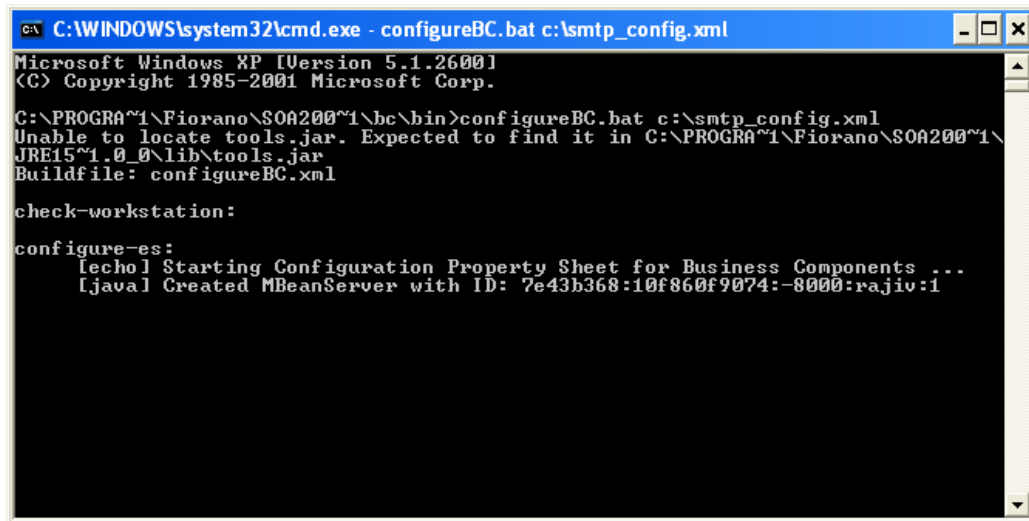 C:\WINDOWS\system32\cmd.exe - configureBC.bat c:\smtp_config.xml
Microsoft Windows XP [Version 5.1.2600]
(C) Copyright 1985-2001 Microsoft Corp.
C:\PROGRA~1\Fiorano\SOA200~1\bc\bin>configureBC.bat c:\smtp_config.xml
Unable to locate tools.jar. Expected to find it in C:\PROGRA~1\Fiorano\SOA200~1\
JRE15~1.0_0\lib\tools.jar
Buildfile: configureBC.xml
check-workstation:
configure-es:
[echo] Starting Configuration Property Sheet for Business Components ...
[java] Created MBeanServer with ID: 7e43b368:10f860f9074:-8000:rajiv:1